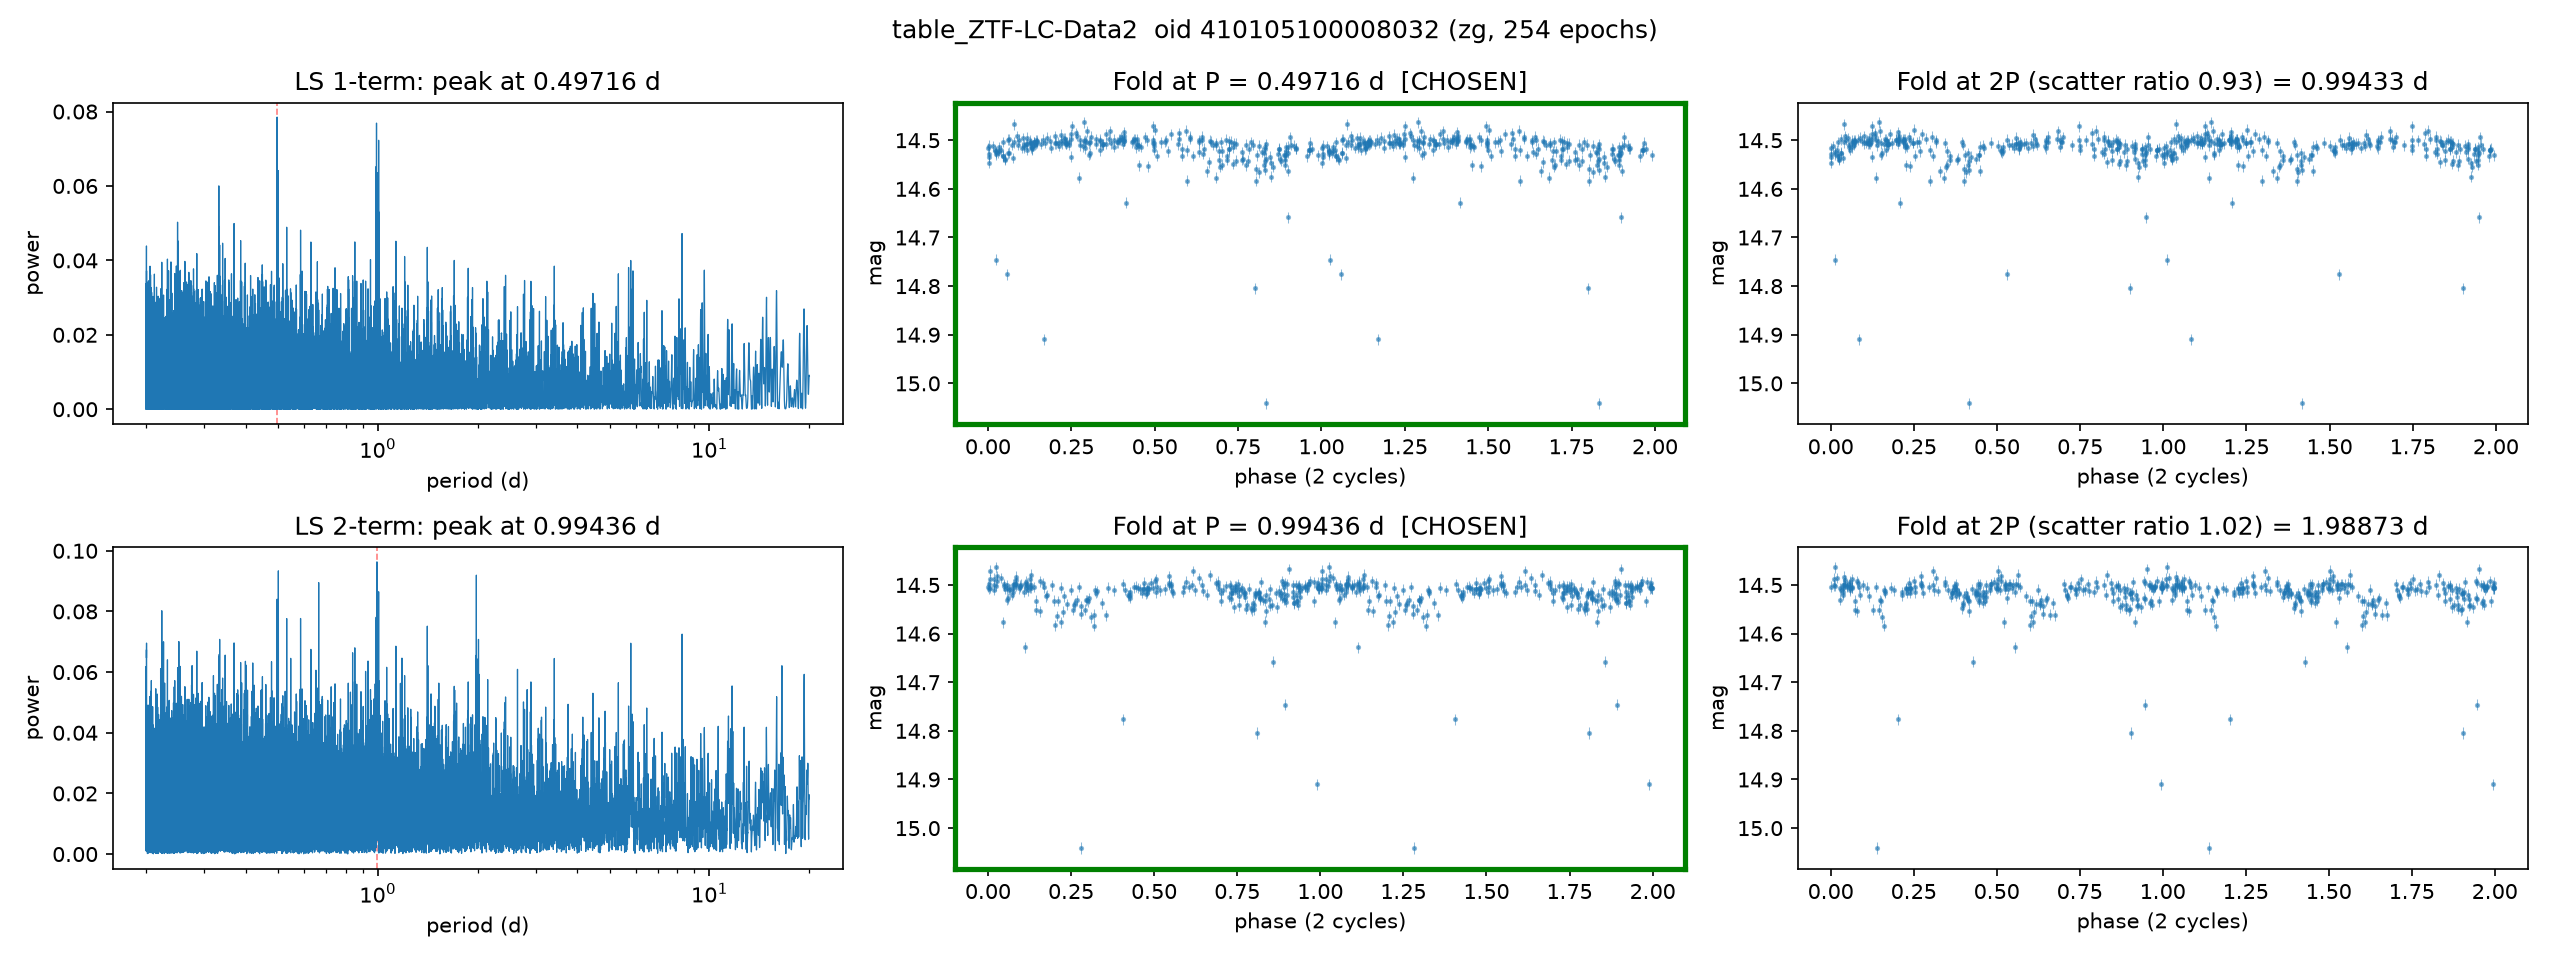 table_ZTF-LC-Data2  oid 410105100008032 (zg, 254 epochs)
LS 1-term: peak at 0.49716 d
0.08
0.06
0.04
0.02
0.00
power
10⁰
10¹
period (d)
Fold at P = 0.49716 d  [CHOSEN]
14.5
14.6
14.7
14.8
14.9
15.0
mag
0.00 0.25 0.50 0.75 1.00 1.25 1.50 1.75 2.00
phase (2 cycles)
Fold at 2P (scatter ratio 0.93) = 0.99433 d
14.5
14.6
14.7
14.8
14.9
15.0
mag
0.00 0.25 0.50 0.75 1.00 1.25 1.50 1.75 2.00
phase (2 cycles)
LS 2-term: peak at 0.99436 d
0.10
0.08
0.06
0.04
0.02
0.00
power
10⁰
10¹
period (d)
Fold at P = 0.99436 d  [CHOSEN]
14.5
14.6
14.7
14.8
14.9
15.0
mag
0.00 0.25 0.50 0.75 1.00 1.25 1.50 1.75 2.00
phase (2 cycles)
Fold at 2P (scatter ratio 1.02) = 1.98873 d
14.5
14.6
14.7
14.8
14.9
15.0
mag
0.00 0.25 0.50 0.75 1.00 1.25 1.50 1.75 2.00
phase (2 cycles)